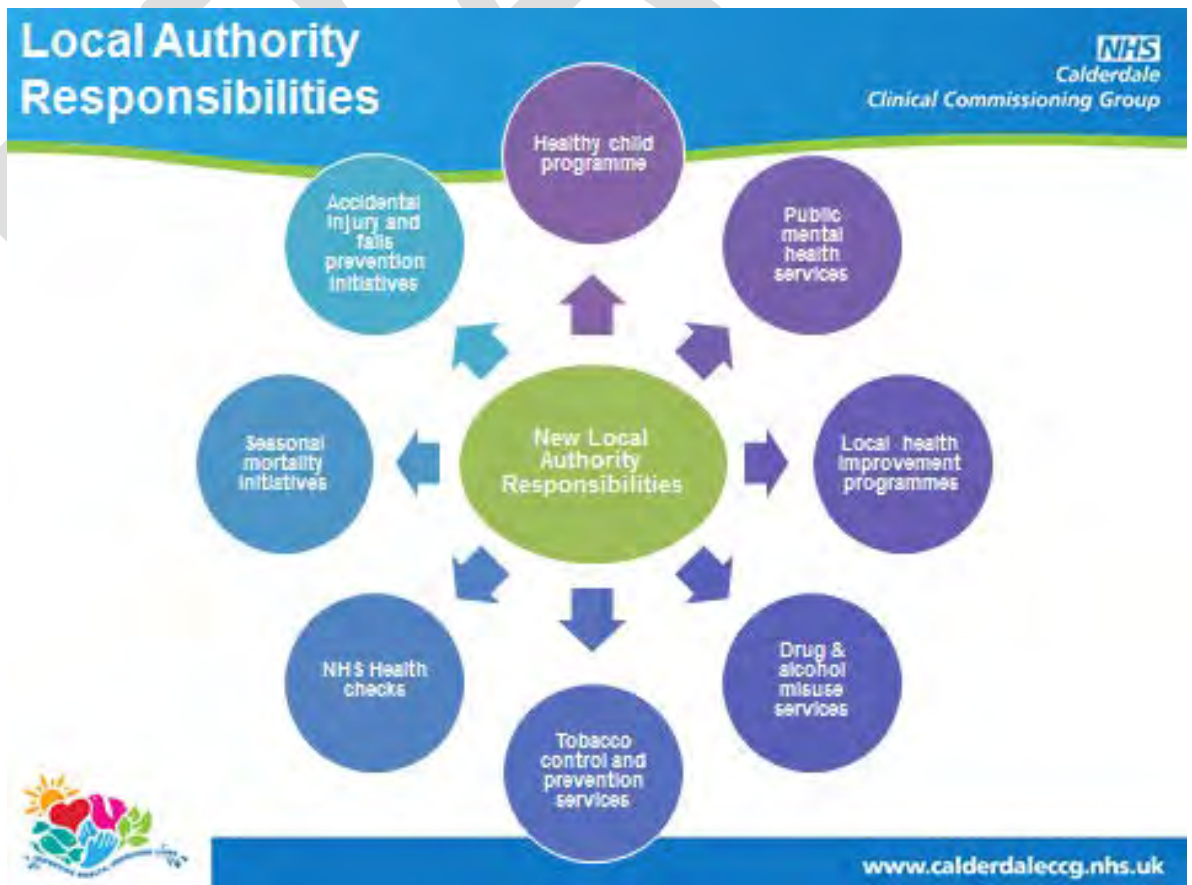 Local Authority
Responsibilities
NHS
Calderdale
Clinical Commissioning Group
Healthy child
programme
Public
mental
health
services
Local health
improvement
programmes
Drug &
alcohol
misuse
services
Tobacco
control and
prevention
services
NHS Health
checks
Seasonal
mortality
initiatives
Accidental
injury and
falls
prevention
initiatives
New Local
Authority
Responsibilities
www.calderdaleccg.nhs.uk